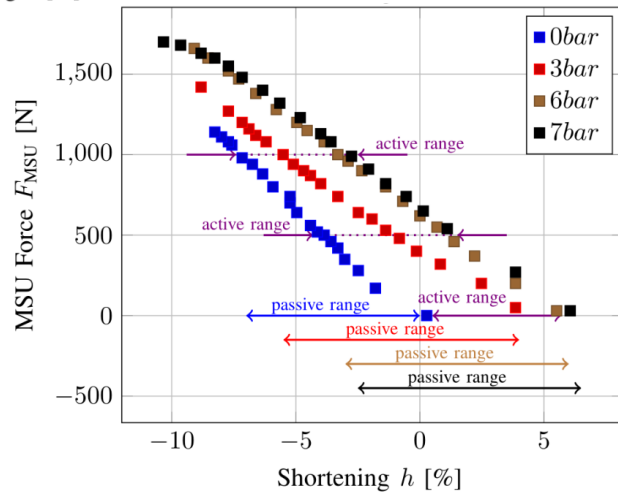 0bar
3bar
6bar
7bar
1,500
1,000
500
0
−500
MSU Force F_MSU [N]
active range
active range
passive range
active range
passive range
passive range
passive range
−10
−5
0
5
Shortening h [%]